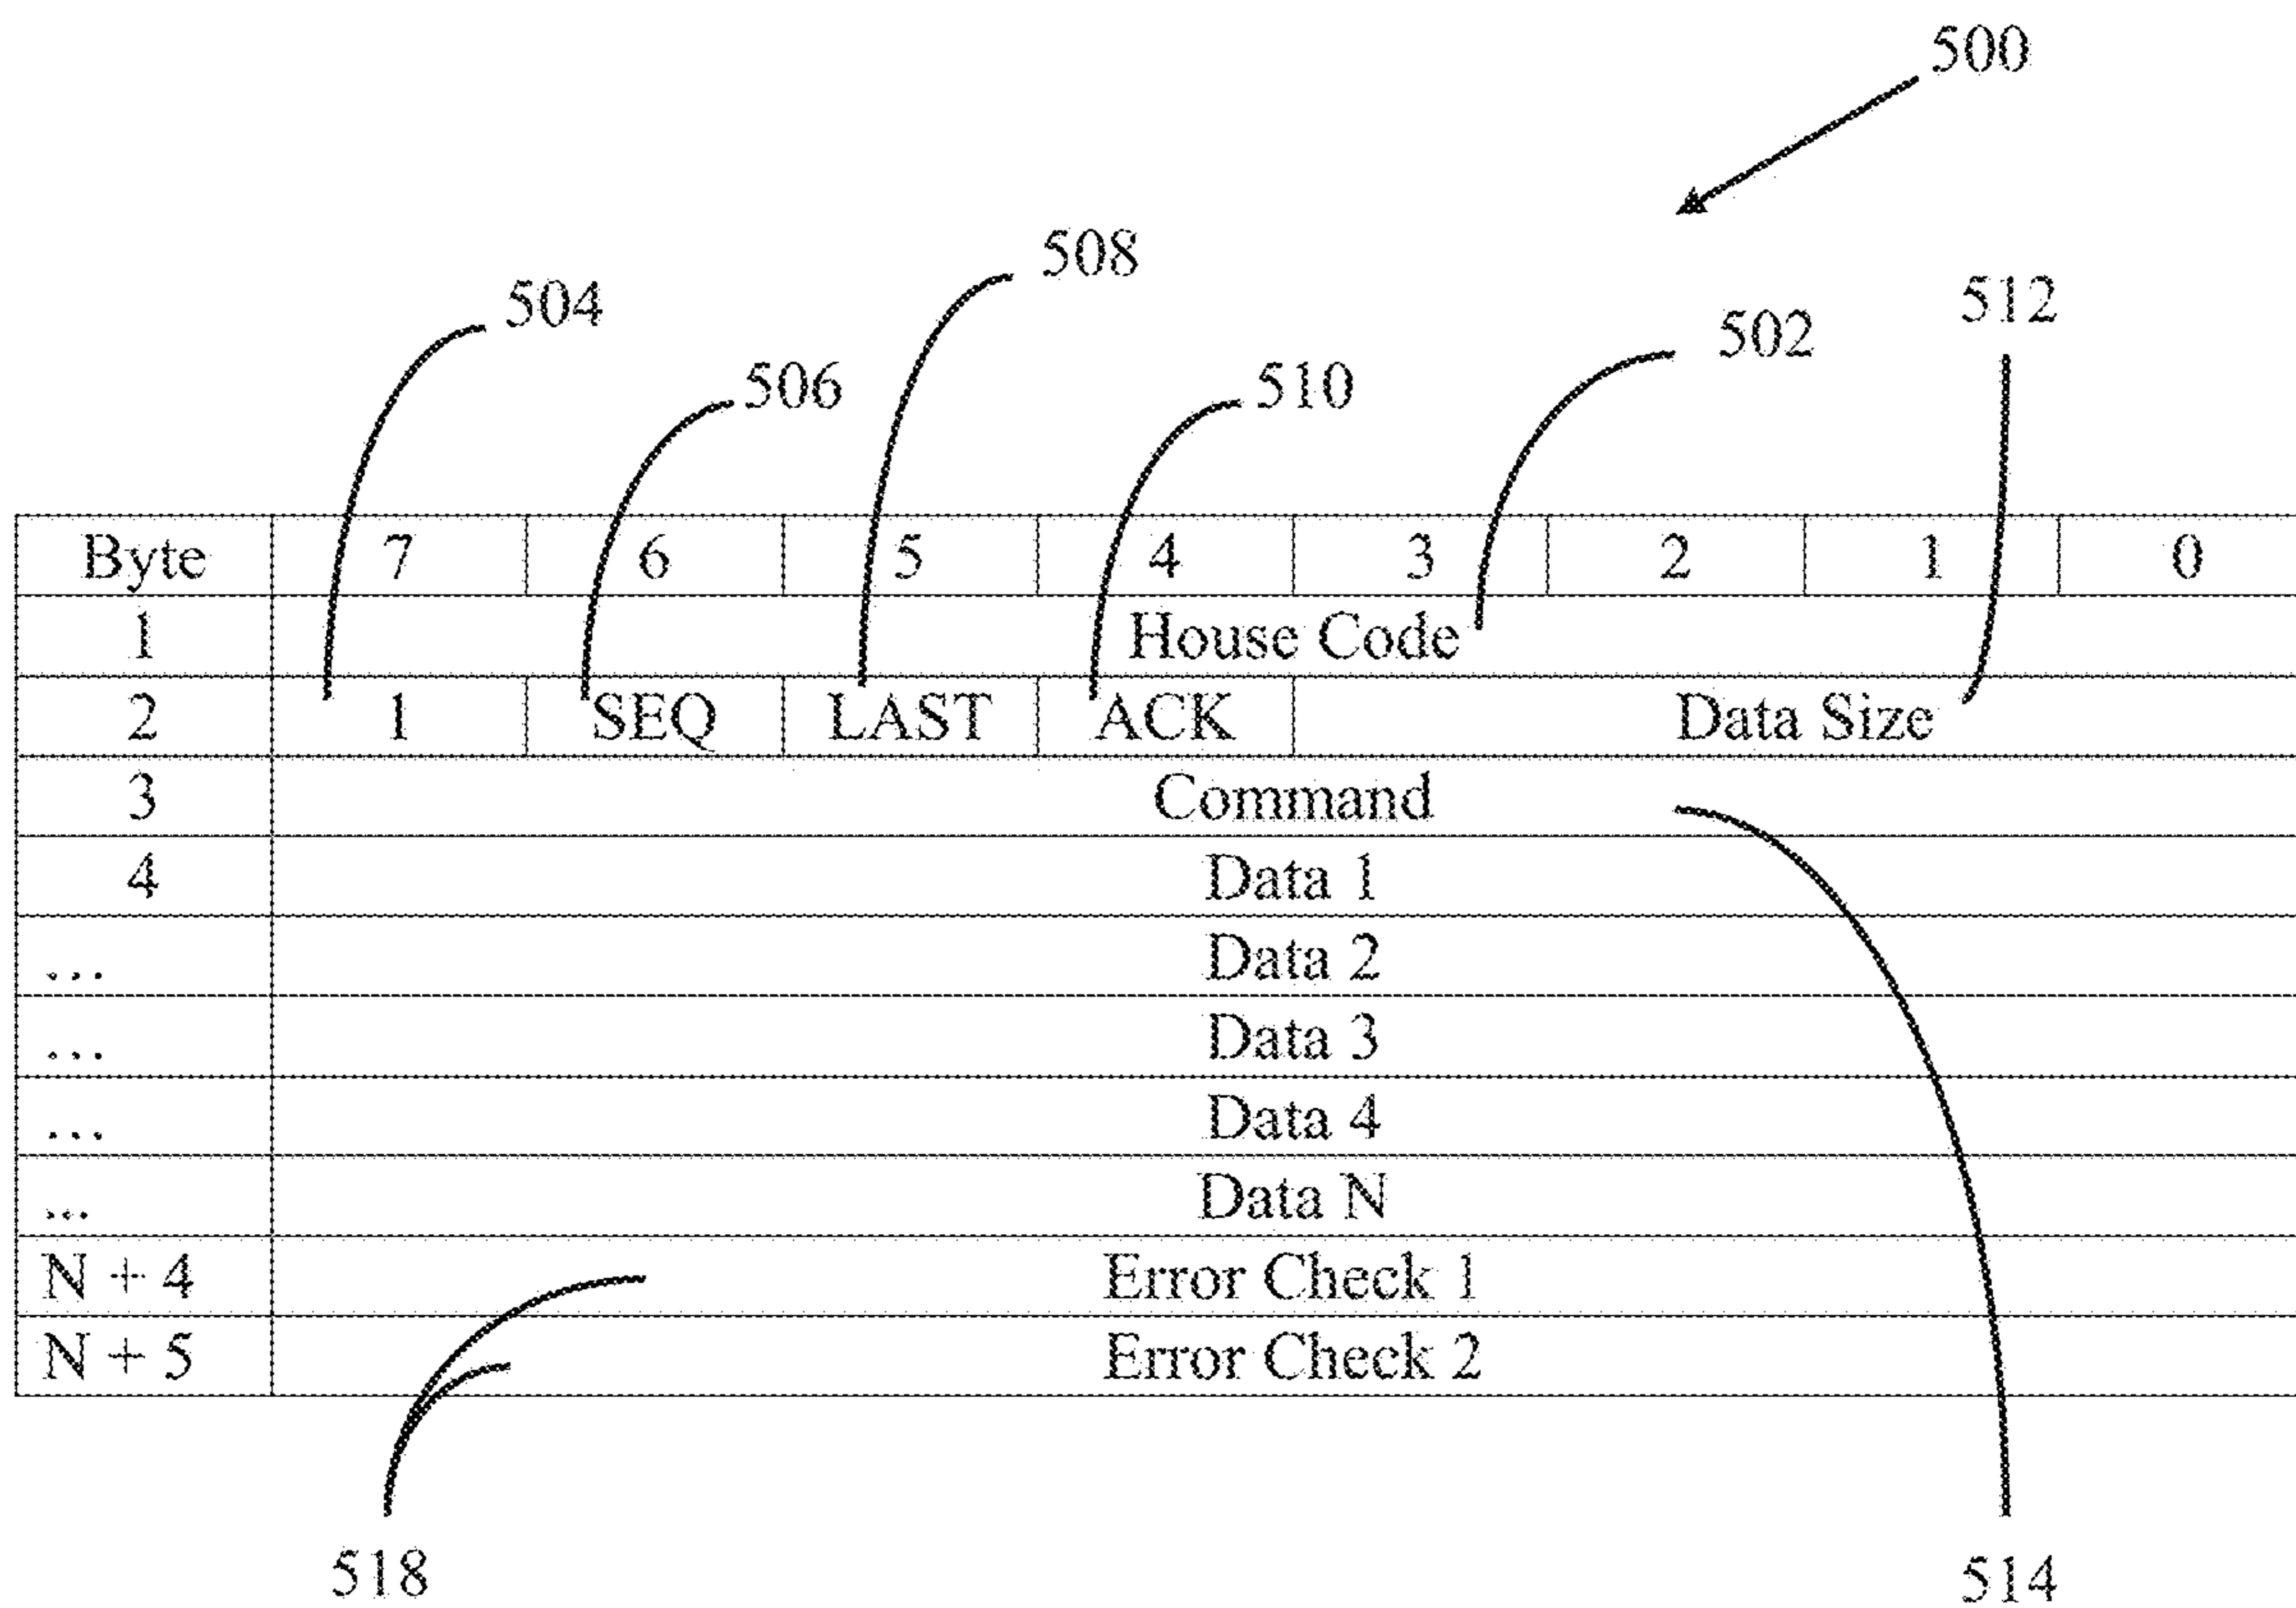 500
508
504
512
502
506
510
Byte 7 6 5 4 3 2 1 0
1 House Code
2 1 SEQ LAST ACK Data Size
3 Command
4 Data 1
... Data 2
... Data 3
... Data 4
... Data N
N + 4 Error Check 1
N + 5 Error Check 2
518
514